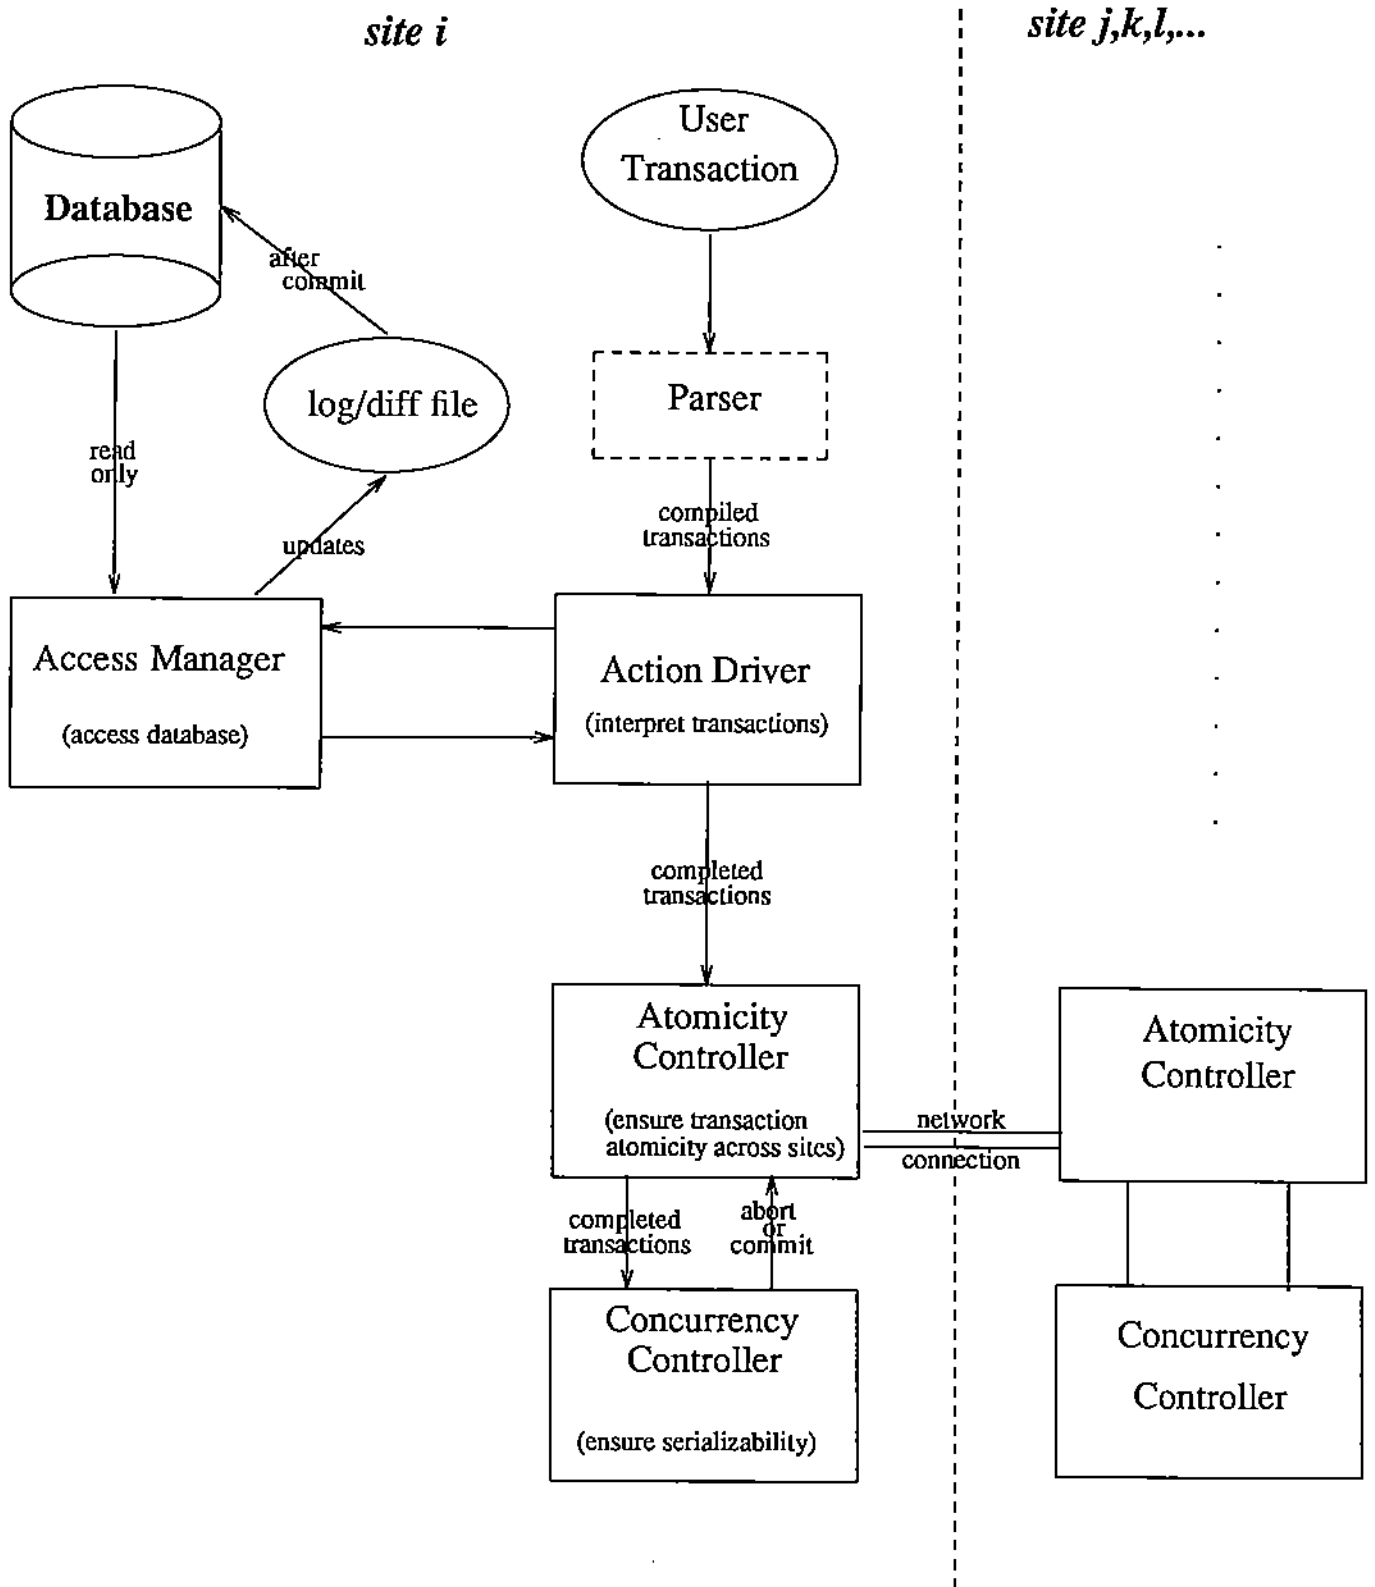 site i
site j,k,l,...
User
Transaction
Database
after
commit
Parser
log/diff file
read
only
compiled
transactions
updates
Access Manager
(access database)
Action Driver
(interpret transactions)
completed
transactions
Atomicity
Controller
(ensure transaction
atomicity across sites)
network
connection
Atomicity
Controller
completed
transactions
abort
or
commit
Concurrency
Controller
(ensure serializability)
Concurrency
Controller